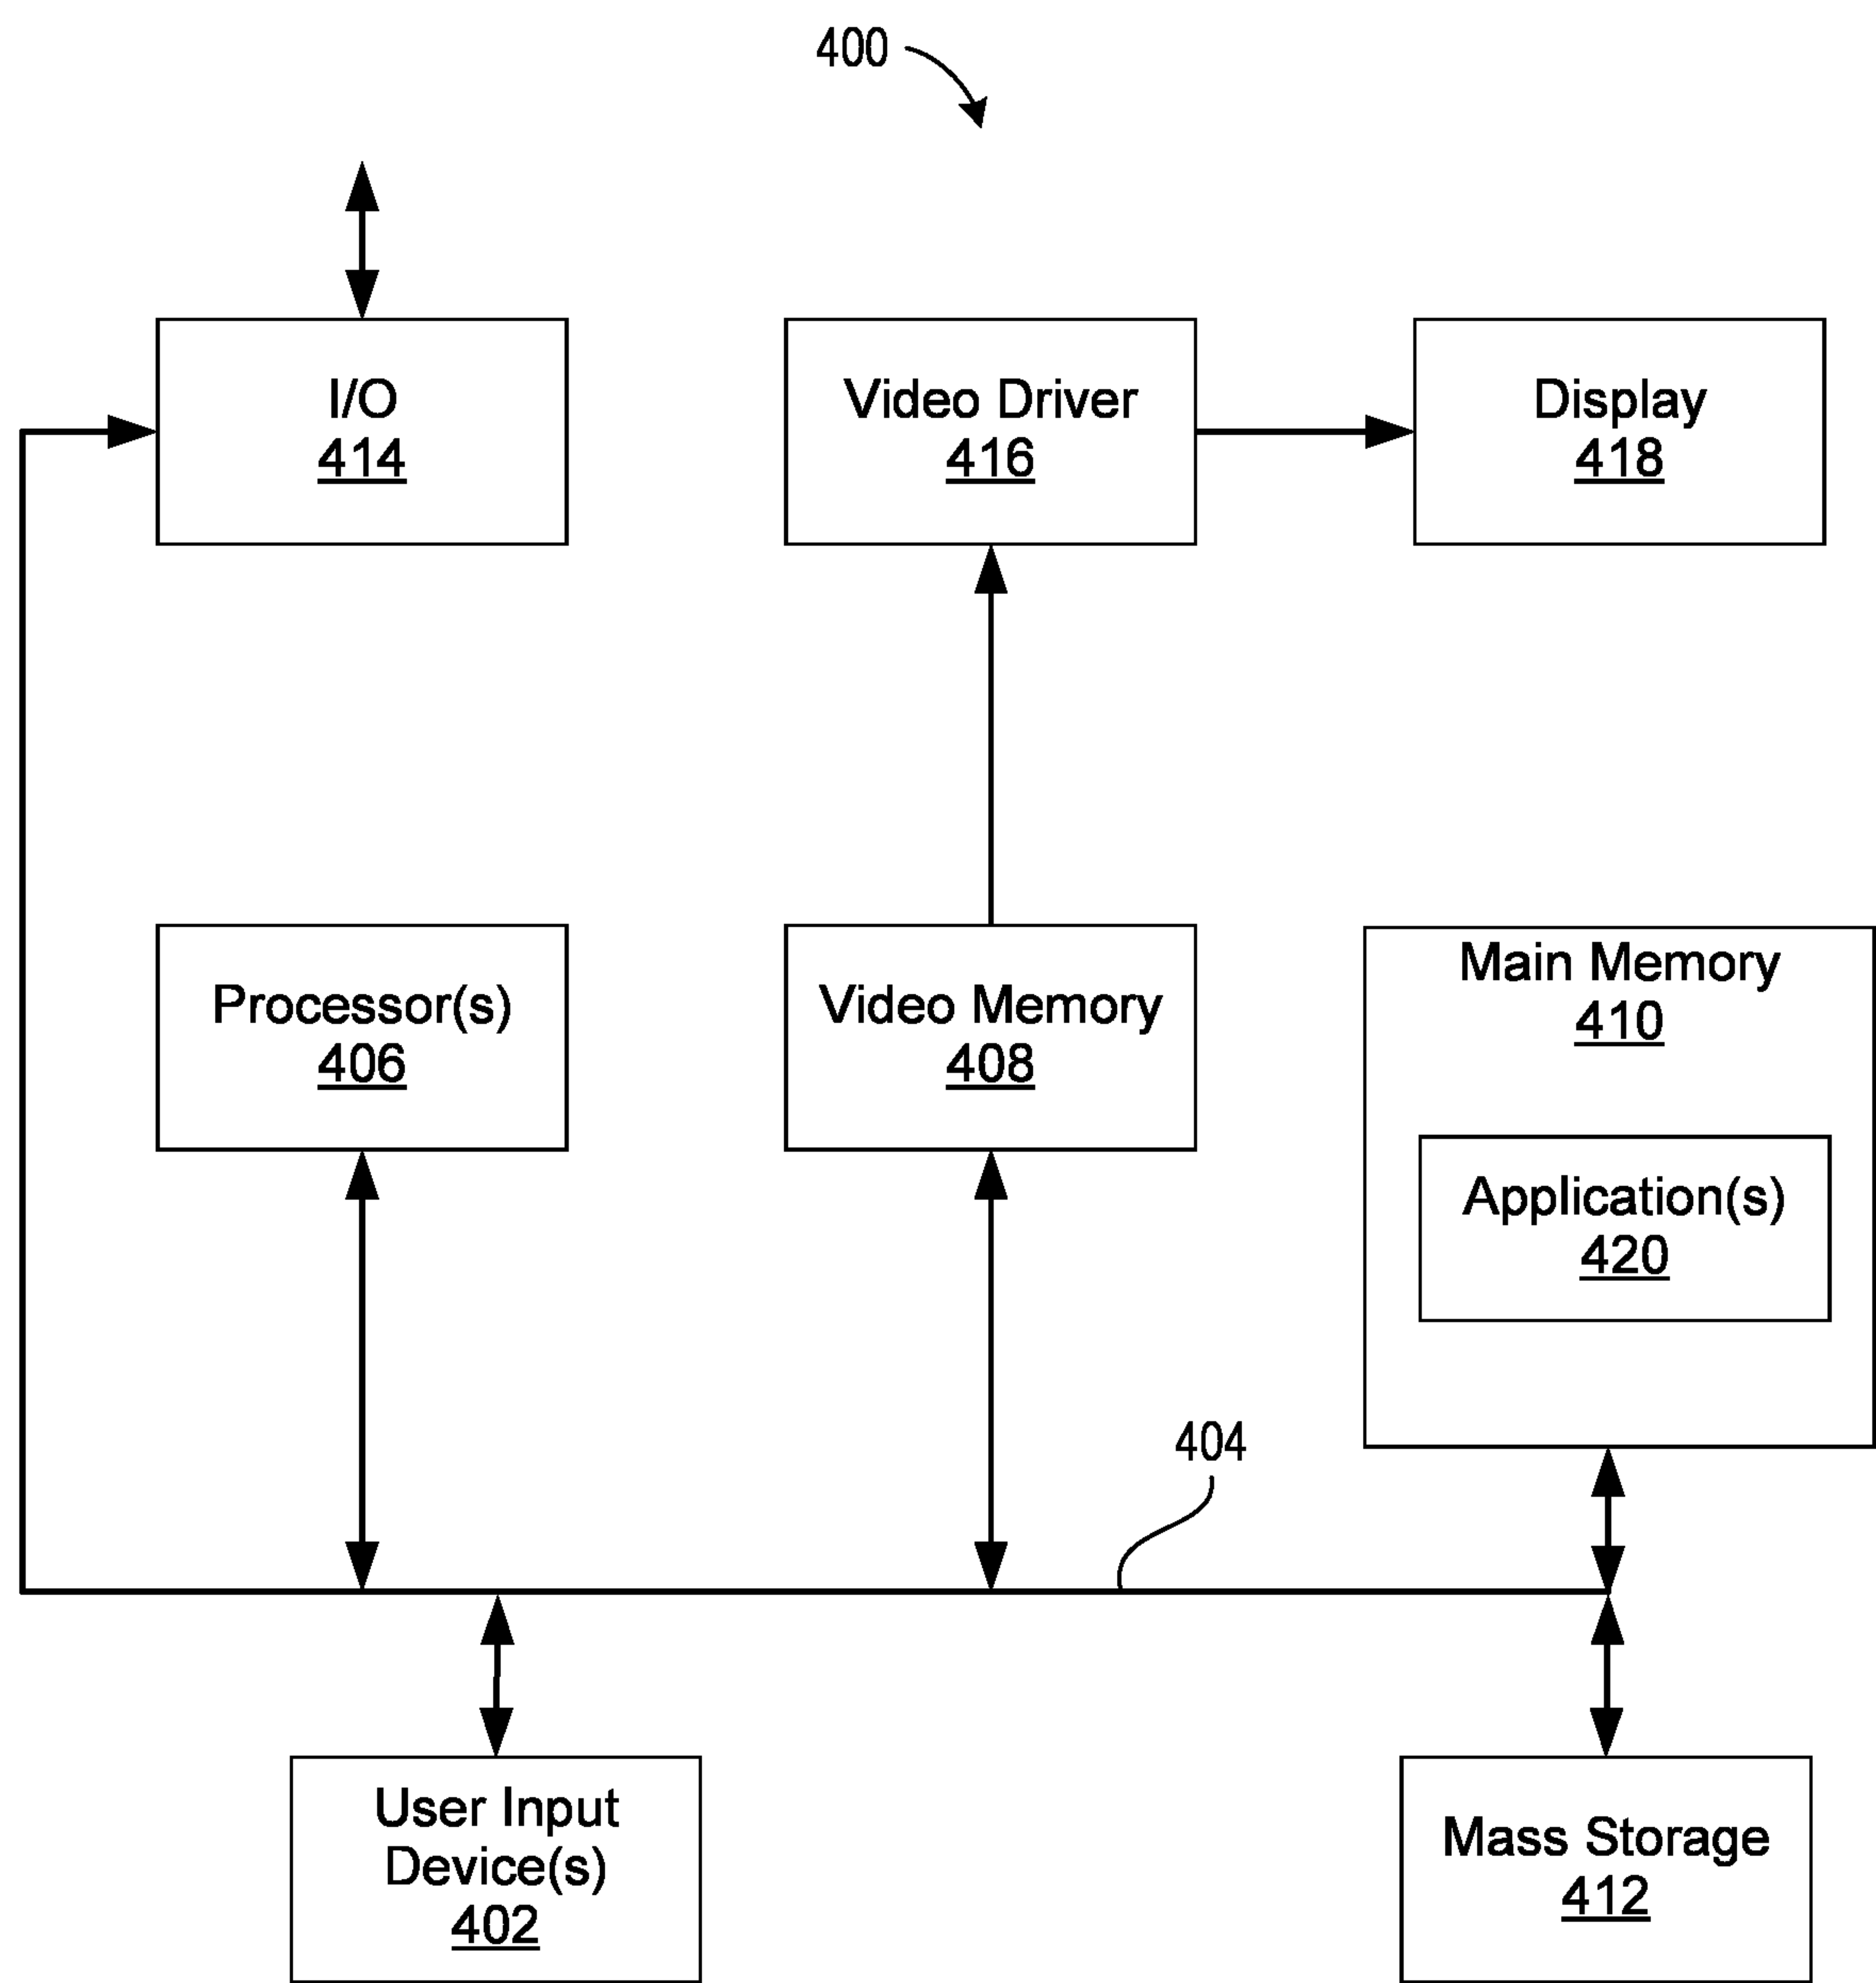 400
I/O
414
Video Driver
416
Display
418
Processor(s)
406
Video Memory
408
Main Memory
410
Application(s)
420
404
User Input
Device(s)
402
Mass Storage
412